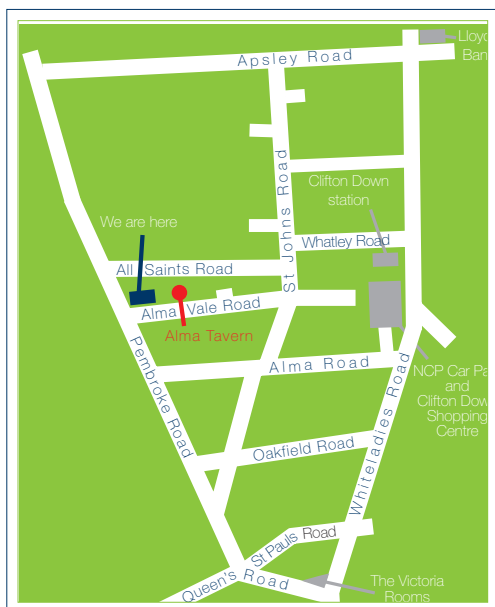 Lloyd
Ban
Apsley Road
St Johns Road
Clifton Down
station
We are here
Whatley Road
All Saints Road
Alma Vale Road
Alma Tavern
Pembroke Road
Alma Road
NCP Car Pa
and
Clifton Dow
Shopping
Centre
Whiteladies Road
Oakfield Road
St Pauls Road
Queen's Road
The Victoria
Rooms